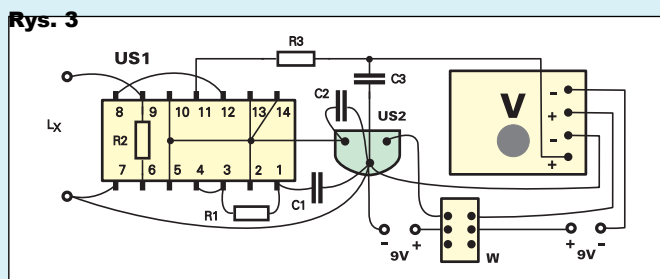 Rys. 3
US1
R3
C3
C2
US2
V
-
+
-
+
8 9 10 11 12 13 14
LX
R2
7 6 5 4 3 2 1
R1
C1
- 9V +
W
+ 9V -